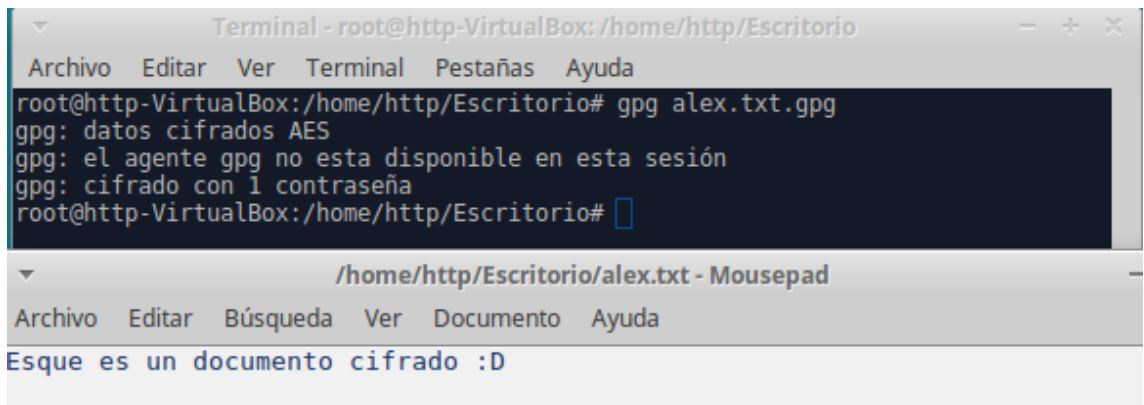 Terminal - root@http-VirtualBox: /home/http/Escritorio
Archivo Editar Ver Terminal Pestañas Ayuda
root@http-VirtualBox:/home/http/Escritorio# gpg alex.txt.gpg
gpg: datos cifrados AES
gpg: el agente gpg no esta disponible en esta sesión
gpg: cifrado con 1 contraseña
root@http-VirtualBox:/home/http/Escritorio#
/home/http/Escritorio/alex.txt - Mousepad
Archivo Editar Búsqueda Ver Documento Ayuda
Esque es un documento cifrado :D